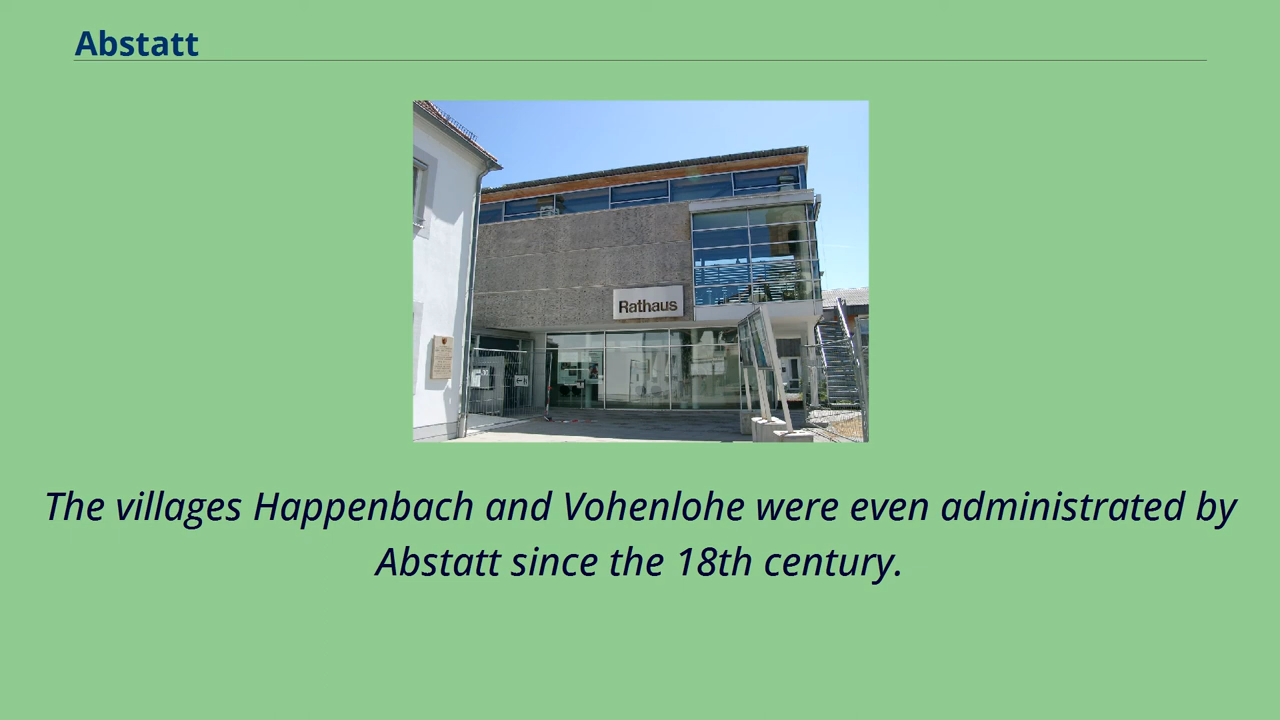 Abstatt
Rathaus
The villages Happenbach and Vohenlohe were even administrated by
Abstatt since the 18th century.